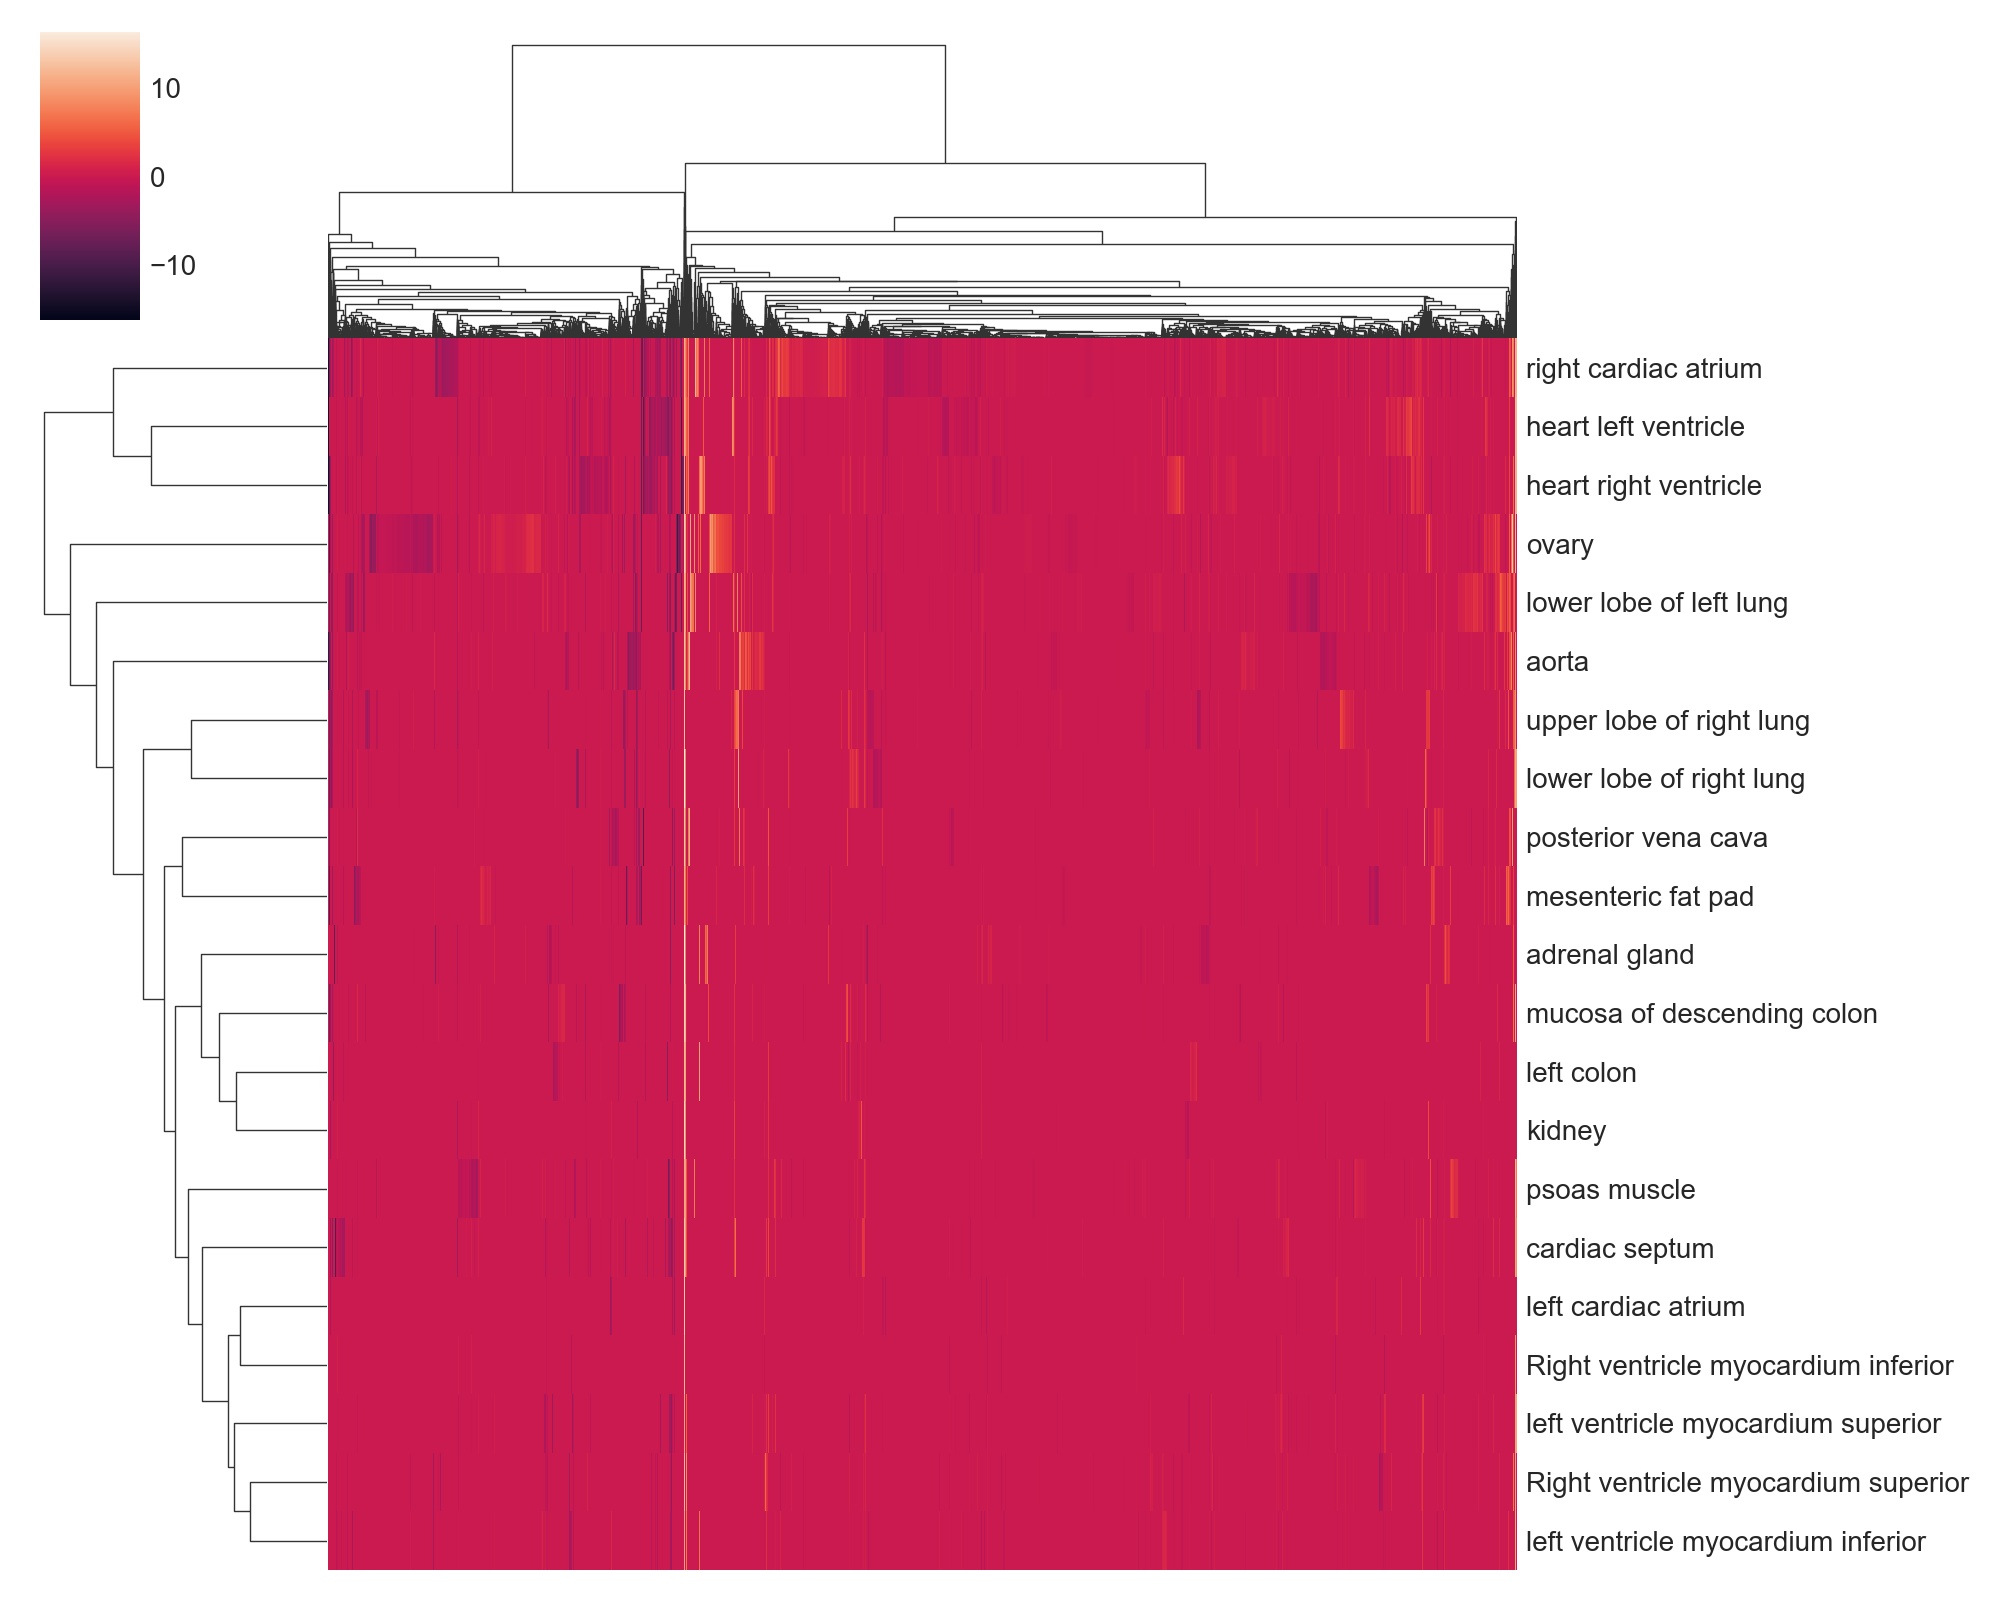 10
0
−10
right cardiac atrium
heart left ventricle
heart right ventricle
ovary
lower lobe of left lung
aorta
upper lobe of right lung
lower lobe of right lung
posterior vena cava
mesenteric fat pad
adrenal gland
mucosa of descending colon
left colon
kidney
psoas muscle
cardiac septum
left cardiac atrium
Right ventricle myocardium inferior
left ventricle myocardium superior
Right ventricle myocardium superior
left ventricle myocardium inferior